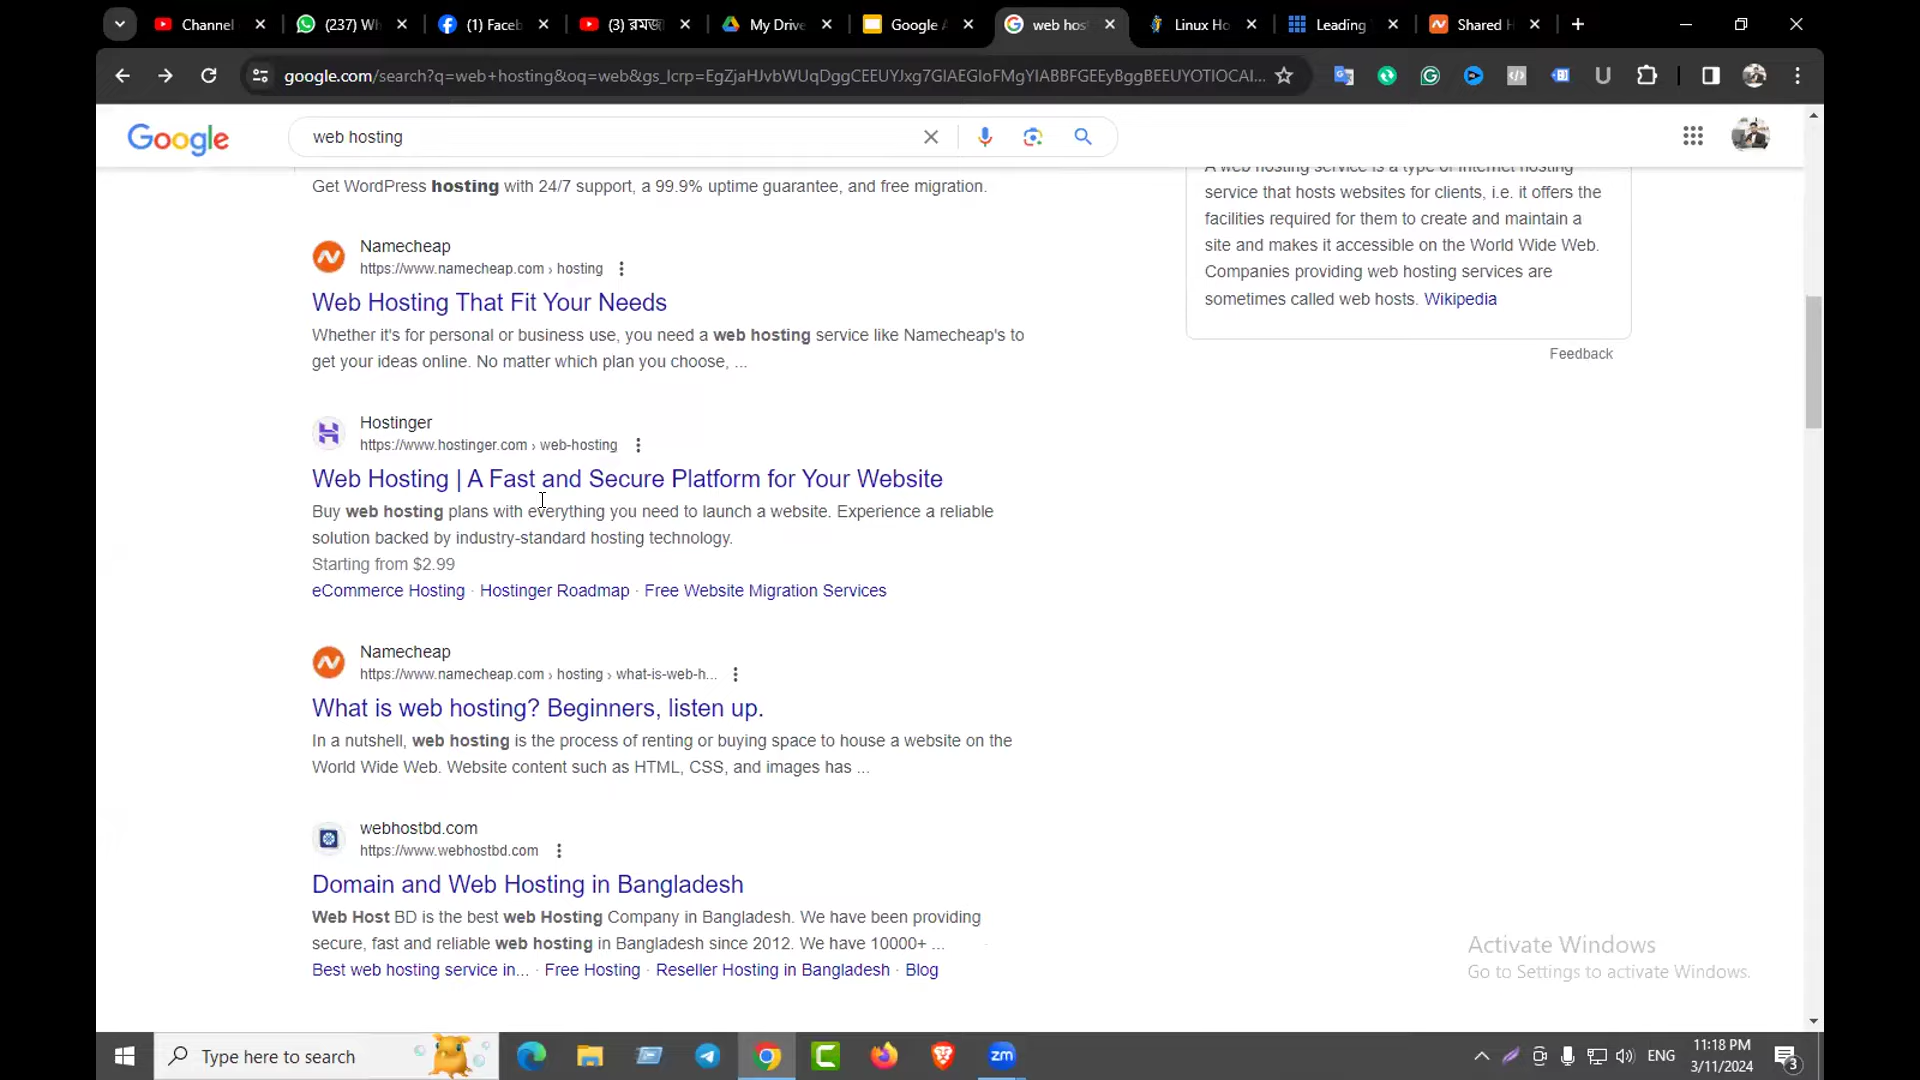 Channel
(237) Wh
(1) Faceb
(3) রমজা
My Drive
Google A
web hos
Linux Ho
Leading
Shared H
google.com/search?q=web+hosting&oq=web&gs_lcrp=EgZjaHJvbWUqDggCEEUYJxg7GIAEGIoFMgYIABBFGEEyBggBEEUYOTIOCAI...
Google
web hosting
Get WordPress hosting with 24/7 support, a 99.9% uptime guarantee, and free migration.
Namecheap
https://www.namecheap.com › hosting
Web Hosting That Fit Your Needs
Whether it's for personal or business use, you need a web hosting service like Namecheap's to
get your ideas online. No matter which plan you choose, ...
Hostinger
https://www.hostinger.com › web-hosting
Web Hosting | A Fast and Secure Platform for Your Website
Buy web hosting plans with everything you need to launch a website. Experience a reliable
solution backed by industry-standard hosting technology.
Starting from $2.99
eCommerce Hosting · Hostinger Roadmap · Free Website Migration Services
Namecheap
https://www.namecheap.com › hosting › what-is-web-h...
What is web hosting? Beginners, listen up.
In a nutshell, web hosting is the process of renting or buying space to house a website on the
World Wide Web. Website content such as HTML, CSS, and images has ...
webhostbd.com
https://www.webhostbd.com
Domain and Web Hosting in Bangladesh
Web Host BD is the best web Hosting Company in Bangladesh. We have been providing
secure, fast and reliable web hosting in Bangladesh since 2012. We have 10000+ ...
Best web hosting service in... · Free Hosting · Reseller Hosting in Bangladesh · Blog
A web hosting service is a type of Internet hosting
service that hosts websites for clients, i.e. it offers the
facilities required for them to create and maintain a
site and makes it accessible on the World Wide Web.
Companies providing web hosting services are
sometimes called web hosts. Wikipedia
Feedback
Activate Windows
Go to Settings to activate Windows.
Type here to search
zm
ENG
11:18 PM
3/11/2024
3